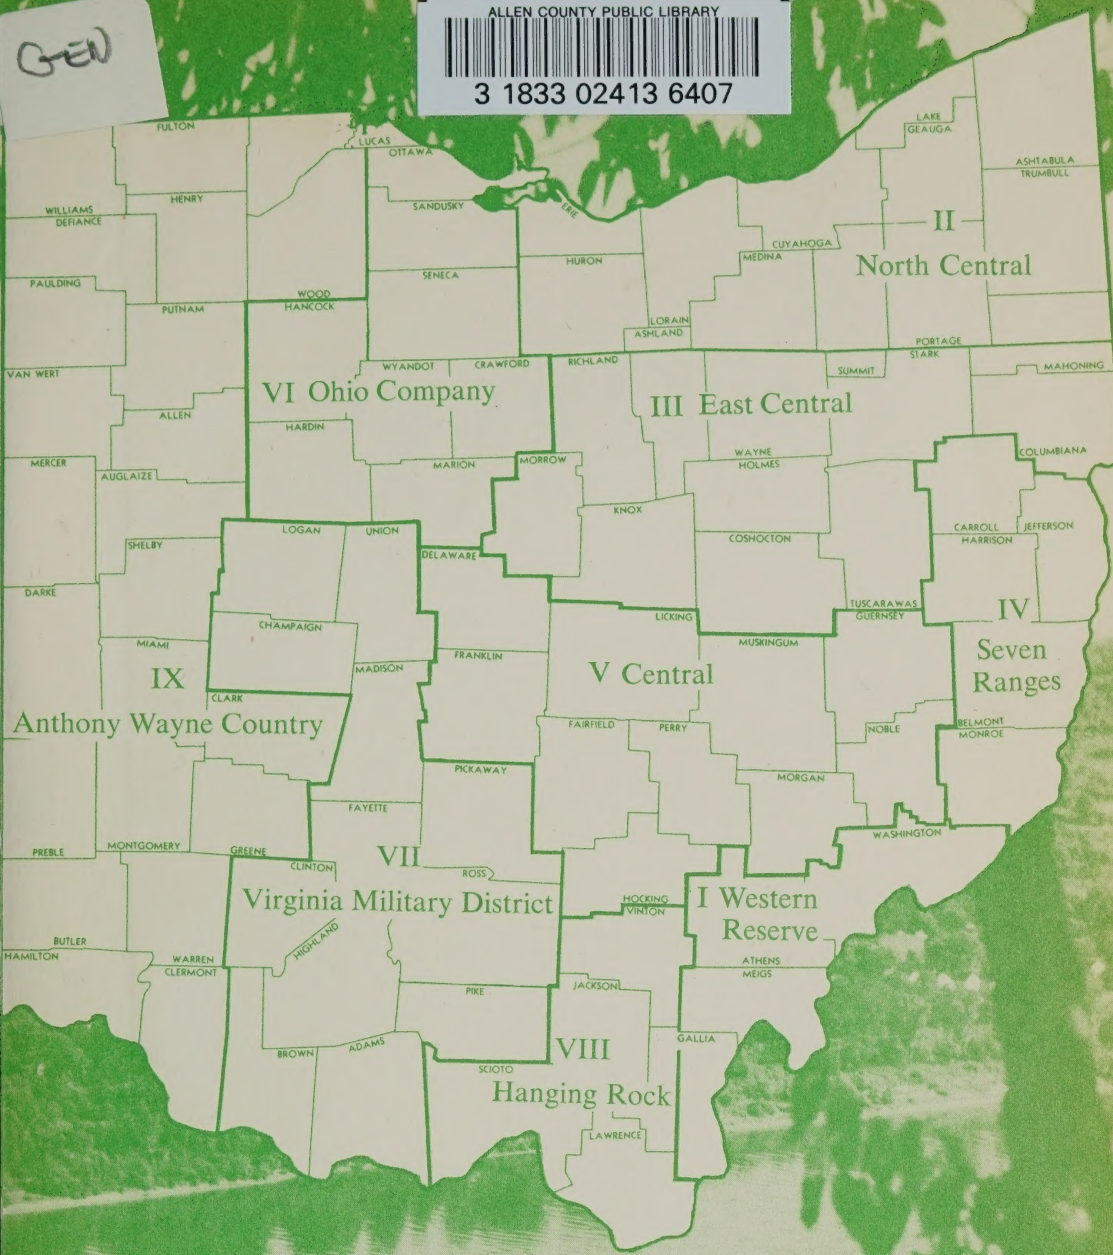 GEN
ALLEN COUNTY PUBLIC LIBRARY
3 1833 02413 6407
FULTON
LUCAS
OTTAWA
LAKE
GEAUGA
ASHTABULA
TRUMBULL
WILLIAMS
DEFIANCE
HENRY
SANDUSKY
ERIE
II
North Central
CUYAHOGA
MEDINA
HURON
SENECA
PAULDING
PUTNAM
WOOD
HANCOCK
LORAIN
ASHLAND
PORTAGE
STARK
SUMMIT
MAHONING
VAN WERT
WYANDOT
CRAWFORD
RICHLAND
VI Ohio Company
III East Central
ALLEN
HARDIN
MERCER
AUGLAIZE
MARION
MORROW
WAYNE
HOLMES
COLUMBIANA
KNOX
LOGAN
UNION
COSHOCTON
CARROLL
HARRISON
JEFFERSON
SHELBY
DELAWARE
DARKE
TUSCARAWAS
GUERNSEY
LICKING
MUSKINGUM
IV
Seven
Ranges
CHAMPAIGN
MIAMI
MADISON
FRANKLIN
V Central
IX
Anthony Wayne Country
CLARK
FAIRFIELD
PERRY
NOBLE
BELMONT
MONROE
PICKAWAY
MORGAN
FAYETTE
WASHINGTON
PREBLE
MONTGOMERY
GREENE
CLINTON
ROSS
VII
Virginia Military District
HOCKING
VINTON
I Western
Reserve
HIGHLAND
BUTLER
HAMILTON
WARREN
CLERMONT
ATHENS
MEIGS
PIKE
JACKSON
BROWN
ADAMS
GALLIA
SCIOTO
VIII
Hanging Rock
LAWRENCE